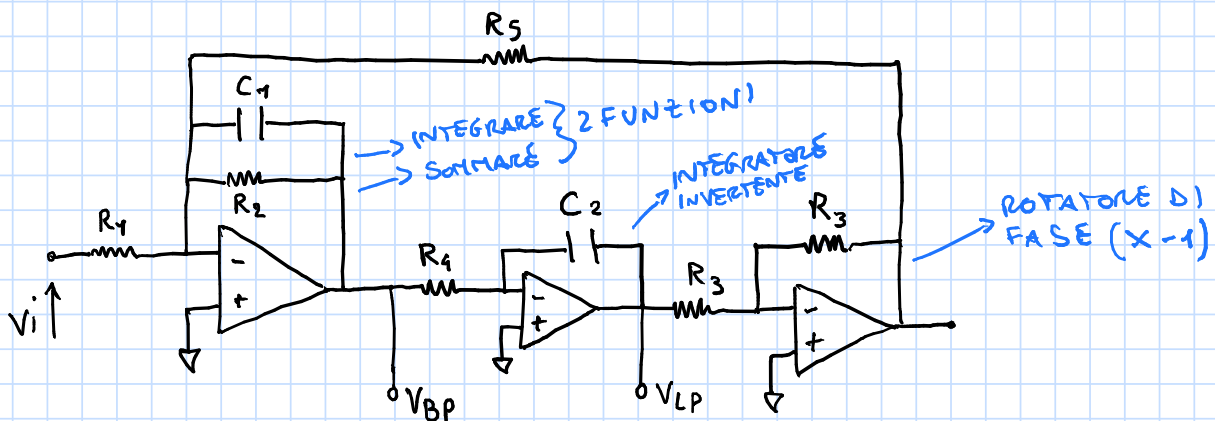 R5
C1
→ INTEGRARE } 2 FUNZIONI
→ SOMMARE
R2
INTEGRATORE
INVERTENTE
C2
R3
ROTATORE DI
FASE (X-1)
R1
-
+
R4
-
+
R3
-
+
Vi
VBP
VLP